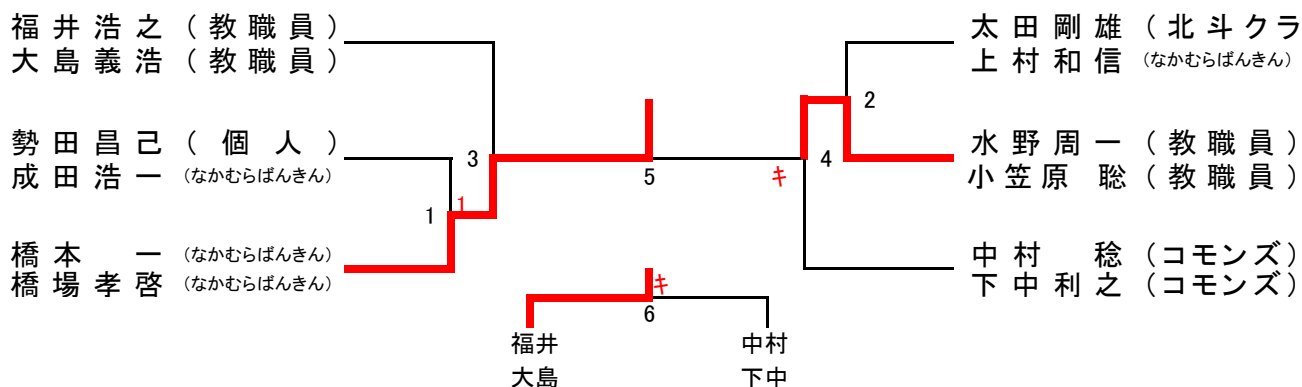 福井浩之（教職員）
大島義浩（教職員）
勢田昌己（個人）
成田浩一（なかむらばんきん）
橋本　一（なかむらばんきん）
橋場孝啓（なかむらばんきん）
3
1
1
5
キ
4
2
太田剛雄（北斗クラ
上村和信（なかむらばんきん）
水野周一（教職員）
小笠原　聡（教職員）
中村　稔（コモンズ）
下中利之（コモンズ）
キ
6
福井
大島
中村
下中